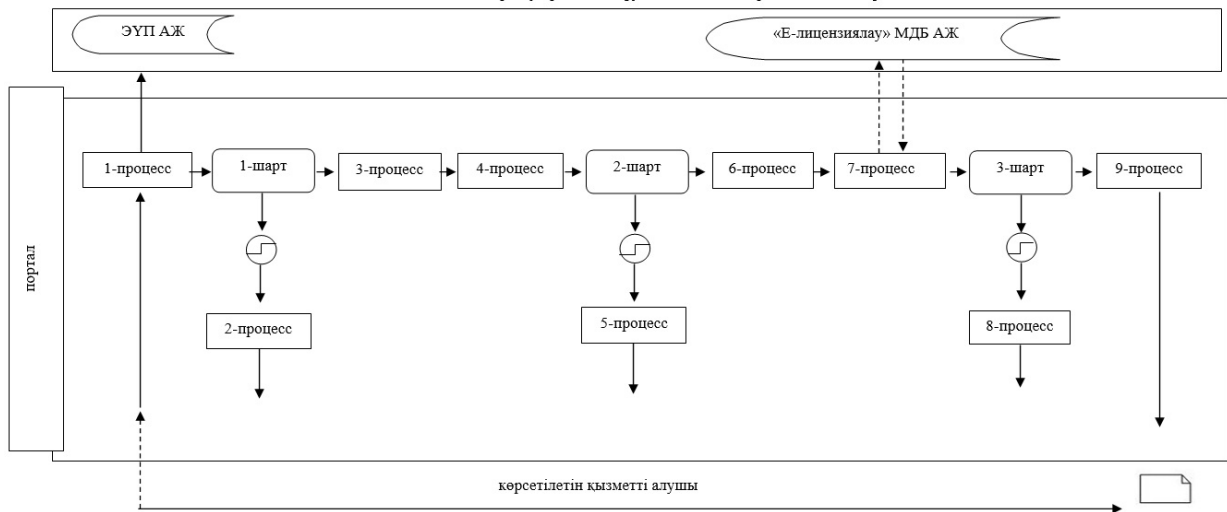 ЭҮП АЖ
«Е-лицензиялау» МДБ АЖ
портал
1-процесс
1-шарт
3-процесс
4-процесс
2-шарт
6-процесс
7-процесс
3-шарт
9-процесс
2-процесс
5-процесс
8-процесс
көрсетілетін қызметті алушы